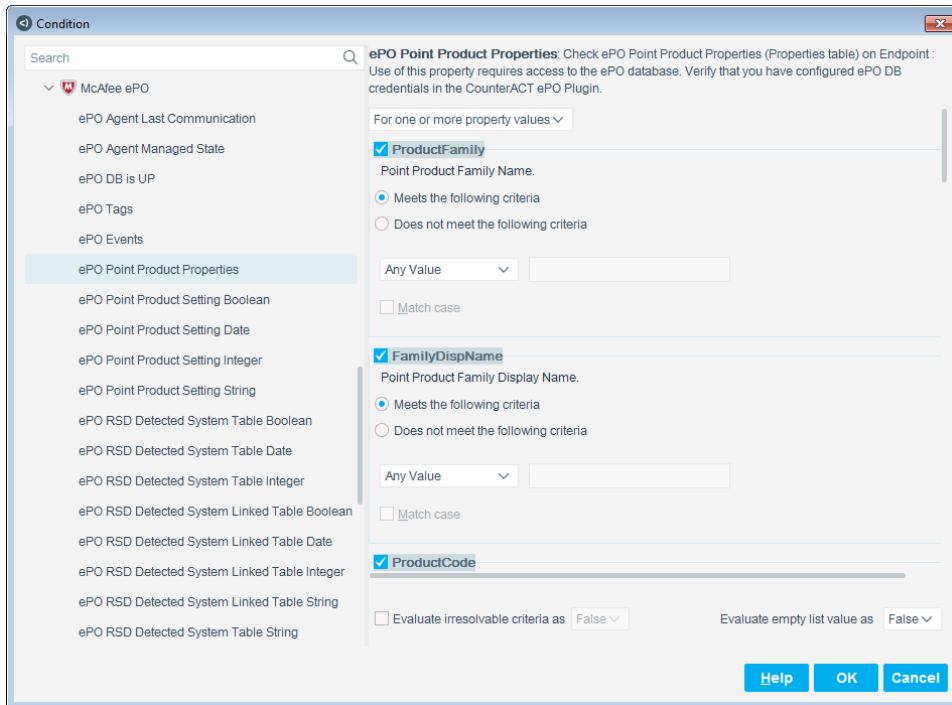 Condition
Search
McAfee ePO
ePO Agent Last Communication
ePO Agent Managed State
ePO DB is UP
ePO Tags
ePO Events
ePO Point Product Properties
ePO Point Product Setting Boolean
ePO Point Product Setting Date
ePO Point Product Setting Integer
ePO Point Product Setting String
ePO RSD Detected System Table Boolean
ePO RSD Detected System Table Date
ePO RSD Detected System Table Integer
ePO RSD Detected System Linked Table Boolean
ePO RSD Detected System Linked Table Date
ePO RSD Detected System Linked Table Integer
ePO RSD Detected System Linked Table String
ePO RSD Detected System Table String
ePO Point Product Properties: Check ePO Point Product Properties (Properties table) on Endpoint :
Use of this property requires access to the ePO database. Verify that you have configured ePO DB
credentials in the CounterACT ePO Plugin.
For one or more property values
ProductFamily
Point Product Family Name.
Meets the following criteria
Does not meet the following criteria
Any Value
Match case
FamilyDispName
Point Product Family Display Name.
Meets the following criteria
Does not meet the following criteria
Any Value
Match case
ProductCode
Evaluate irresolvable criteria as False
Evaluate empty list value as False
Help OK Cancel